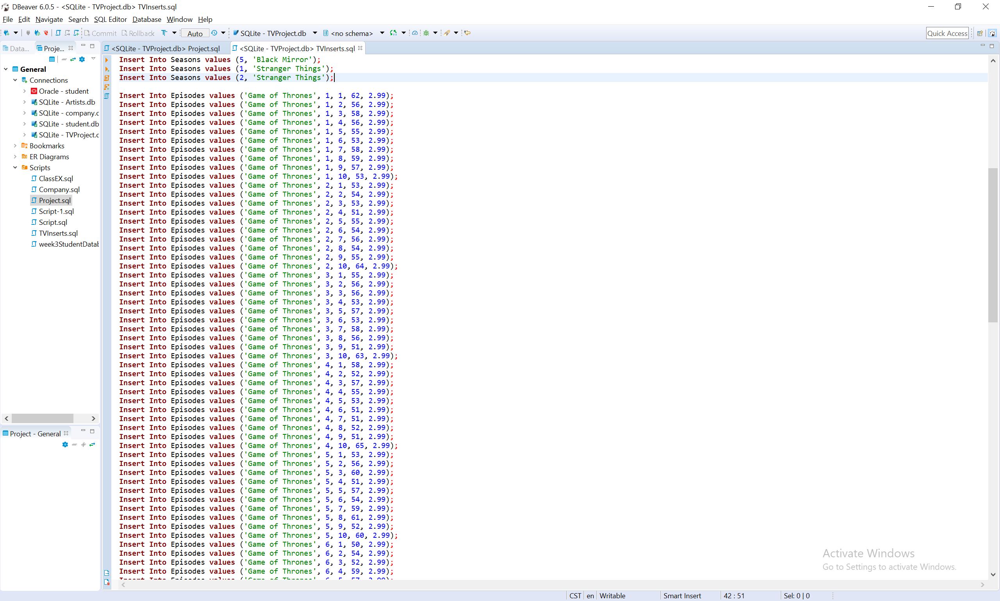 DBeaver 6.0.5 - <SQLite - TVProject.db> TVInserts.sql
File Edit Navigate Search SQL Editor Database Window Help
Commit Rollback Auto SQLite - TVProject.db <no schema> Quick Access
Data... Proje... <SQLite - TVProject.db> Project.sql <SQLite - TVProject.db> TVInserts.sql
General
Connections
Oracle - student
SQLite - Artists.db
SQLite - company.c
SQLite - student.db
SQLite - TVProject.c
Bookmarks
ER Diagrams
Scripts
ClassEX.sql
Company.sql
Project.sql
Script-1.sql
Script.sql
TVInserts.sql
week3StudentDatab
Project - General
Insert Into Seasons values (5, 'Black Mirror');
Insert Into Seasons values (1, 'Stranger Things');
Insert Into Seasons values (2, 'Stranger Things');
Insert Into Episodes values ('Game of Thrones', 1, 1, 62, 2.99);
Insert Into Episodes values ('Game of Thrones', 1, 2, 56, 2.99);
Insert Into Episodes values ('Game of Thrones', 1, 3, 58, 2.99);
Insert Into Episodes values ('Game of Thrones', 1, 4, 56, 2.99);
Insert Into Episodes values ('Game of Thrones', 1, 5, 55, 2.99);
Insert Into Episodes values ('Game of Thrones', 1, 6, 53, 2.99);
Insert Into Episodes values ('Game of Thrones', 1, 7, 58, 2.99);
Insert Into Episodes values ('Game of Thrones', 1, 8, 59, 2.99);
Insert Into Episodes values ('Game of Thrones', 1, 9, 57, 2.99);
Insert Into Episodes values ('Game of Thrones', 1, 10, 53, 2.99);
Insert Into Episodes values ('Game of Thrones', 2, 1, 53, 2.99);
Insert Into Episodes values ('Game of Thrones', 2, 2, 54, 2.99);
Insert Into Episodes values ('Game of Thrones', 2, 3, 53, 2.99);
Insert Into Episodes values ('Game of Thrones', 2, 4, 51, 2.99);
Insert Into Episodes values ('Game of Thrones', 2, 5, 55, 2.99);
Insert Into Episodes values ('Game of Thrones', 2, 6, 54, 2.99);
Insert Into Episodes values ('Game of Thrones', 2, 7, 56, 2.99);
Insert Into Episodes values ('Game of Thrones', 2, 8, 54, 2.99);
Insert Into Episodes values ('Game of Thrones', 2, 9, 55, 2.99);
Insert Into Episodes values ('Game of Thrones', 2, 10, 64, 2.99);
Insert Into Episodes values ('Game of Thrones', 3, 1, 55, 2.99);
Insert Into Episodes values ('Game of Thrones', 3, 2, 56, 2.99);
Insert Into Episodes values ('Game of Thrones', 3, 3, 56, 2.99);
Insert Into Episodes values ('Game of Thrones', 3, 4, 53, 2.99);
Insert Into Episodes values ('Game of Thrones', 3, 5, 57, 2.99);
Insert Into Episodes values ('Game of Thrones', 3, 6, 53, 2.99);
Insert Into Episodes values ('Game of Thrones', 3, 7, 58, 2.99);
Insert Into Episodes values ('Game of Thrones', 3, 8, 56, 2.99);
Insert Into Episodes values ('Game of Thrones', 3, 9, 51, 2.99);
Insert Into Episodes values ('Game of Thrones', 3, 10, 63, 2.99);
Insert Into Episodes values ('Game of Thrones', 4, 1, 58, 2.99);
Insert Into Episodes values ('Game of Thrones', 4, 2, 52, 2.99);
Insert Into Episodes values ('Game of Thrones', 4, 3, 57, 2.99);
Insert Into Episodes values ('Game of Thrones', 4, 4, 55, 2.99);
Insert Into Episodes values ('Game of Thrones', 4, 5, 53, 2.99);
Insert Into Episodes values ('Game of Thrones', 4, 6, 51, 2.99);
Insert Into Episodes values ('Game of Thrones', 4, 7, 51, 2.99);
Insert Into Episodes values ('Game of Thrones', 4, 8, 52, 2.99);
Insert Into Episodes values ('Game of Thrones', 4, 9, 51, 2.99);
Insert Into Episodes values ('Game of Thrones', 4, 10, 65, 2.99);
Insert Into Episodes values ('Game of Thrones', 5, 1, 53, 2.99);
Insert Into Episodes values ('Game of Thrones', 5, 2, 56, 2.99);
Insert Into Episodes values ('Game of Thrones', 5, 3, 60, 2.99);
Insert Into Episodes values ('Game of Thrones', 5, 4, 51, 2.99);
Insert Into Episodes values ('Game of Thrones', 5, 5, 57, 2.99);
Insert Into Episodes values ('Game of Thrones', 5, 6, 54, 2.99);
Insert Into Episodes values ('Game of Thrones', 5, 7, 59, 2.99);
Insert Into Episodes values ('Game of Thrones', 5, 8, 61, 2.99);
Insert Into Episodes values ('Game of Thrones', 5, 9, 52, 2.99);
Insert Into Episodes values ('Game of Thrones', 5, 10, 60, 2.99);
Insert Into Episodes values ('Game of Thrones', 6, 1, 50, 2.99);
Insert Into Episodes values ('Game of Thrones', 6, 2, 54, 2.99);
Insert Into Episodes values ('Game of Thrones', 6, 3, 52, 2.99);
Insert Into Episodes values ('Game of Thrones', 6, 4, 59, 2.99);
Activate Windows
Go to Settings to activate Windows.
CST en Writable Smart Insert 42 : 51 Sel: 0 | 0